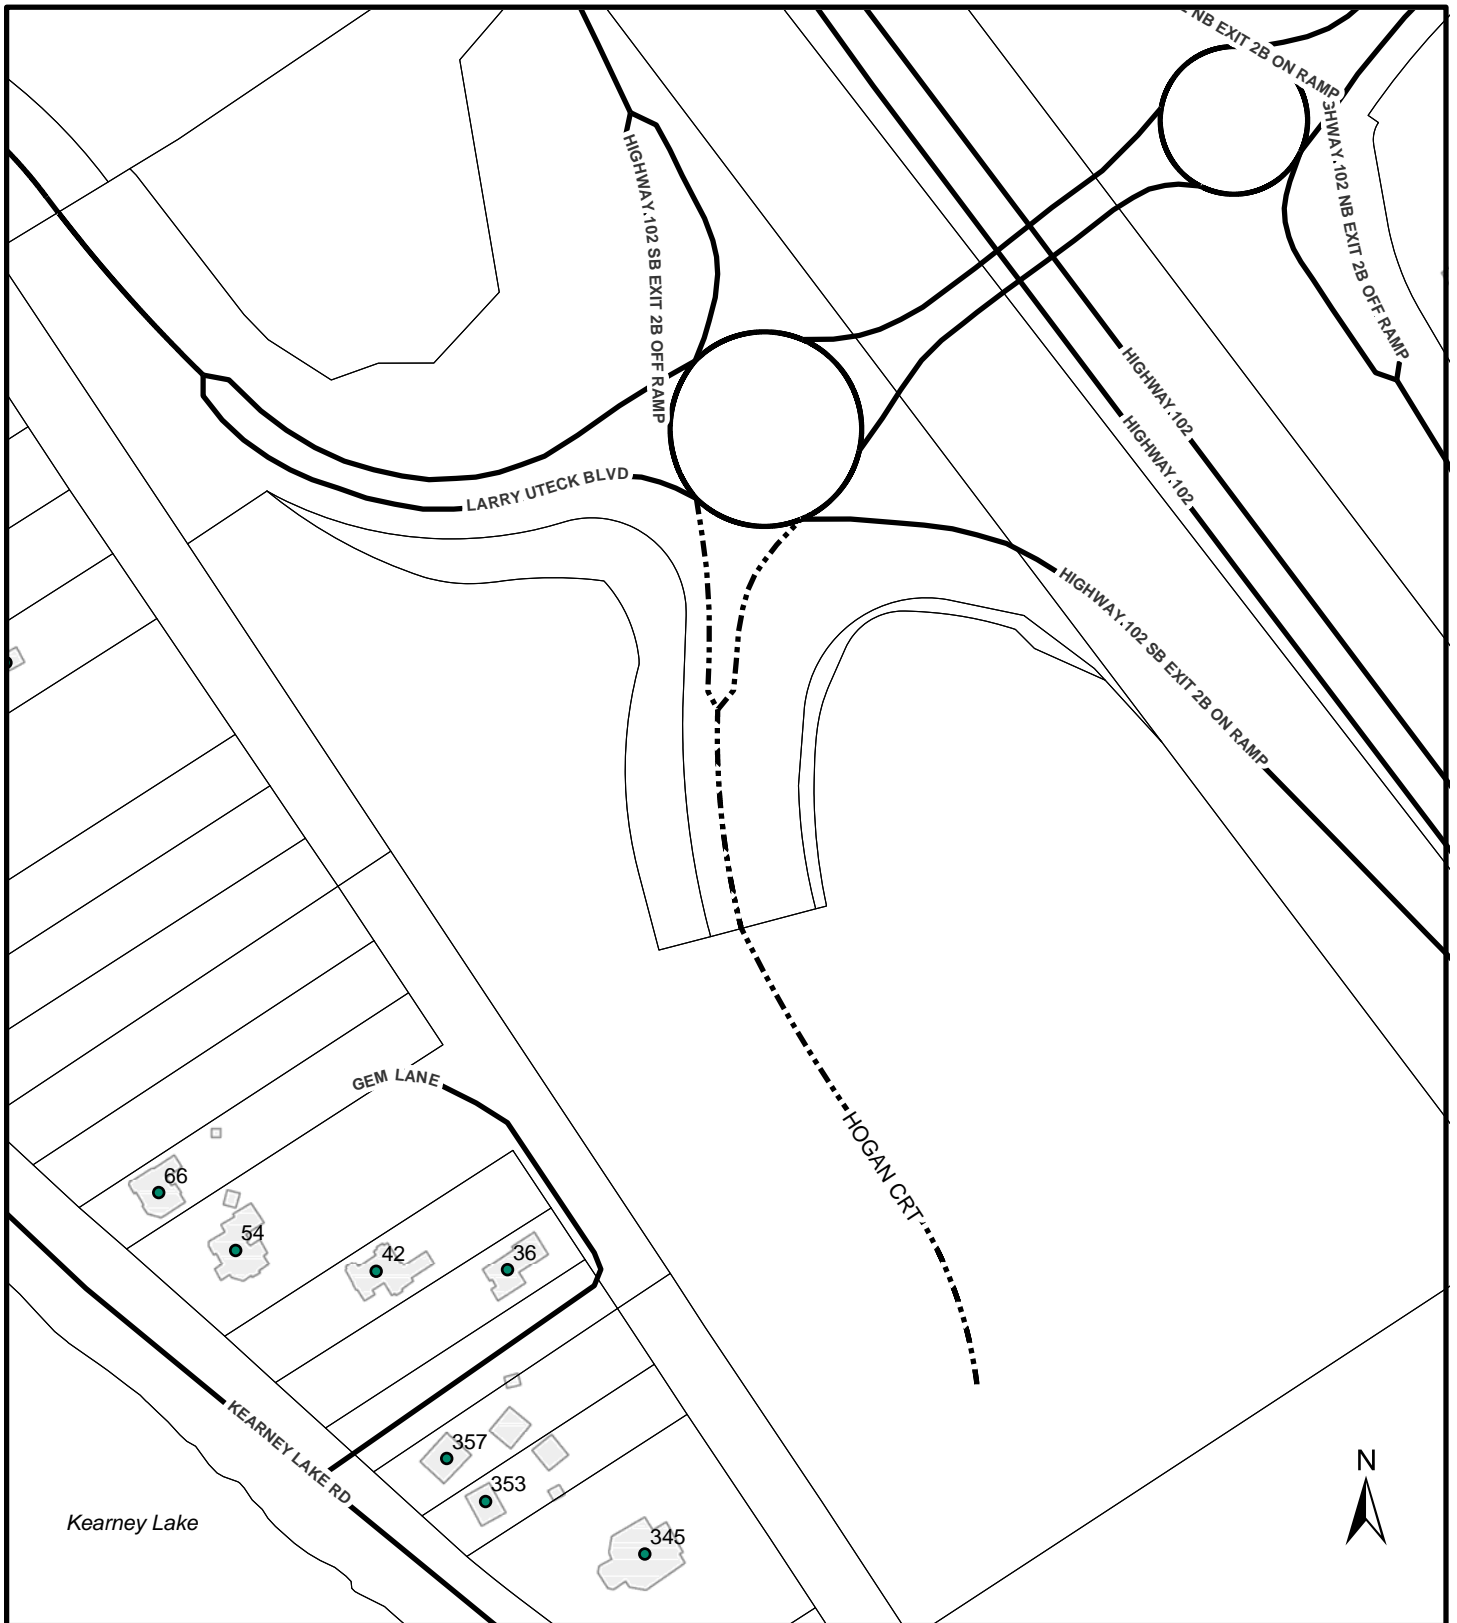 NB EXIT 2B ON RAMP
HIGHWAY.102 SB EXIT 2B OFF RAMP
HWAY.102 NB EXIT 2B OFF RAMP
HIGHWAY.102
HIGHWAY.102
LARRY UTECK BLVD
HIGHWAY.102 SB EXIT 2B ON RAMP
GEM LANE
HOGAN CRT
66
54
42
36
KEARNEY LAKE RD
357
353
345
N
Kearney Lake